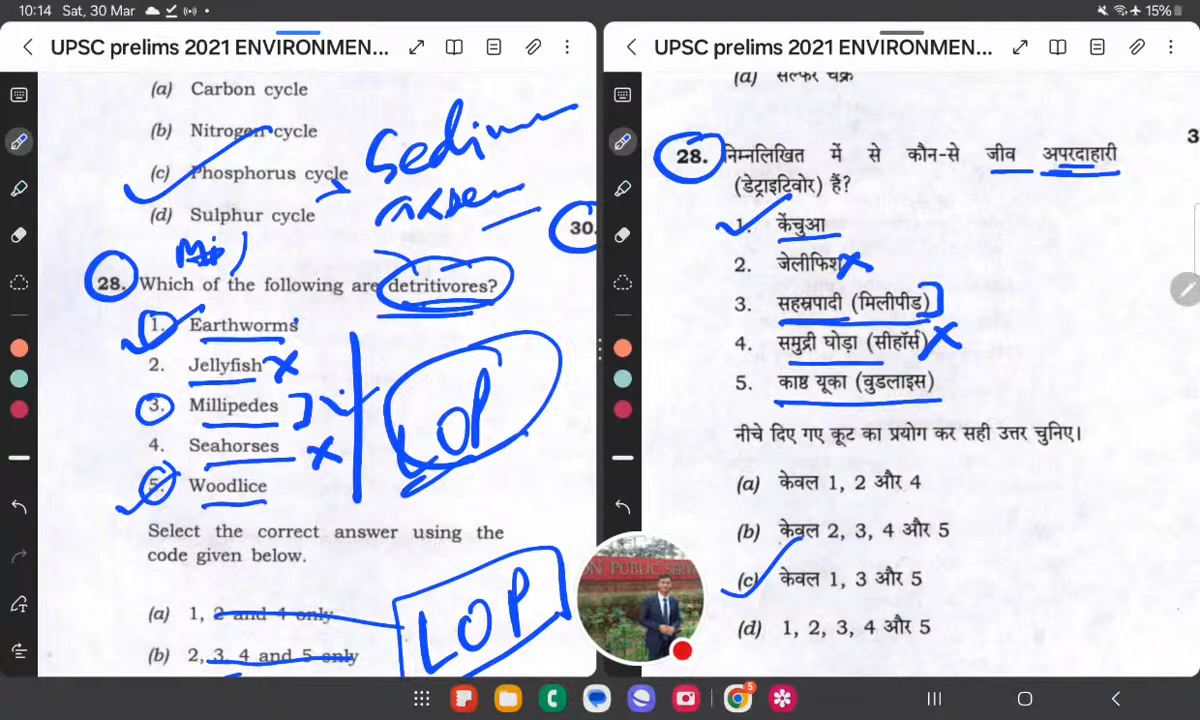 10:14 Sat, 30 Mar
15%
UPSC prelims 2021 ENVIRONMEN...
(a) Carbon cycle
(b) Nitrogen cycle
(c) Phosphorus cycle
(d) Sulphur cycle
30.
28. Which of the following are detritivores?
1. Earthworms
2. Jellyfish
3. Millipedes
4. Seahorses
5. Woodlice
LOP
Select the correct answer using the
code given below.
(a) 1, 2 and 4 only
(b) 2, 3, 4 and 5 only
LOP
UPSC prelims 2021 ENVIRONMEN...
(d) सल्फर चक्र
3
28. निम्नलिखित में से कौन-से जीव अपरदाहारी
(डेट्राइटिवोर) हैं?
1. केंचुआ
2. जेलीफिश
3. सहस्रपादी (मिलीपीड)
4. समुद्री घोड़ा (सीहॉर्स)
5. काष्ठ यूका (वुडलाइस)
नीचे दिए गए कूट का प्रयोग कर सही उत्तर चुनिए।
(a) केवल 1, 2 और 4
(b) केवल 2, 3, 4 और 5
(c) केवल 1, 3 और 5
(d) 1, 2, 3, 4 और 5
ON PUBLIC SERV
5